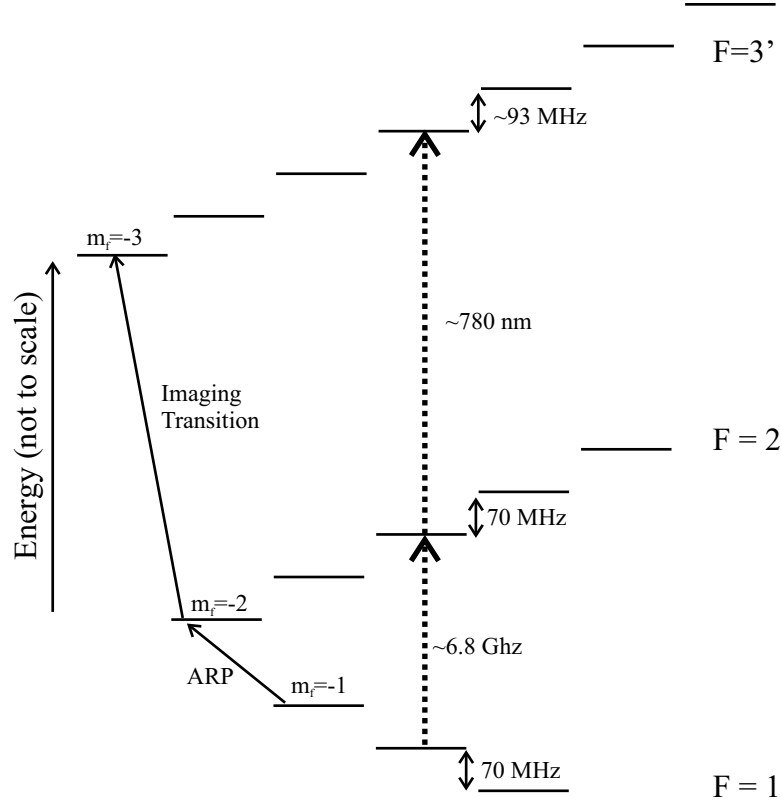 F=3’
~93 MHz
m_f=-3
~780 nm
Energy (not to scale)
Imaging
Transition
F = 2
70 MHz
m_f=-2
~6.8 Ghz
ARP
m_f=-1
70 MHz
F = 1